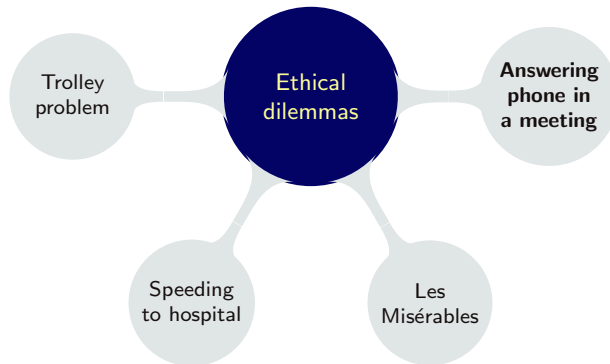 Ethical
dilemmas
Trolley
problem
Speeding
to hospital
Les
Misérables
Answering
phone in
a meeting